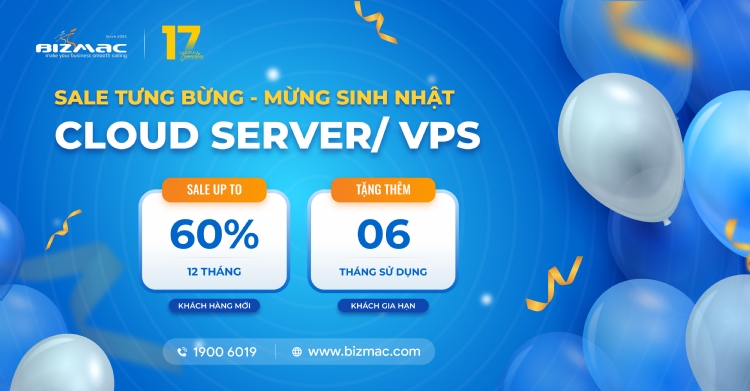 Since 2008
BIZMAC
make your business smooth sailing
17
SALE TƯNG BỪNG - MỪNG SINH NHẬT
CLOUD SERVER/ VPS
SALE UP TO
60%
12 THÁNG
KHÁCH HÀNG MỚI
TẶNG THÊM
06
THÁNG SỬ DỤNG
KHÁCH GIA HẠN
1900 6019
www.bizmac.com